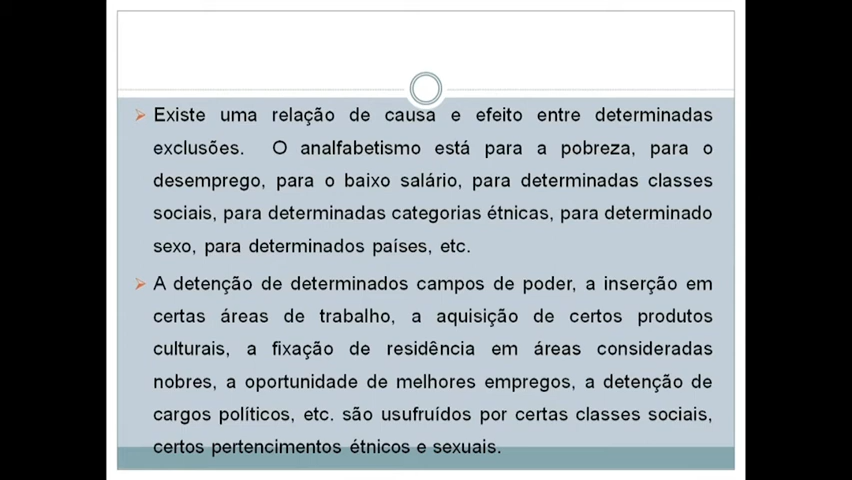 Existe uma relação de causa e efeito entre determinadas
exclusões. O analfabetismo está para a pobreza, para o
desemprego, para o baixo salário, para determinadas classes
sociais, para determinadas categorias étnicas, para determinado
sexo, para determinados países, etc.
A detenção de determinados campos de poder, a inserção em
certas áreas de trabalho, a aquisição de certos produtos
culturais, a fixação de residência em áreas consideradas
nobres, a oportunidade de melhores empregos, a detenção de
cargos políticos, etc. são usufruídos por certas classes sociais,
certos pertencimentos étnicos e sexuais.